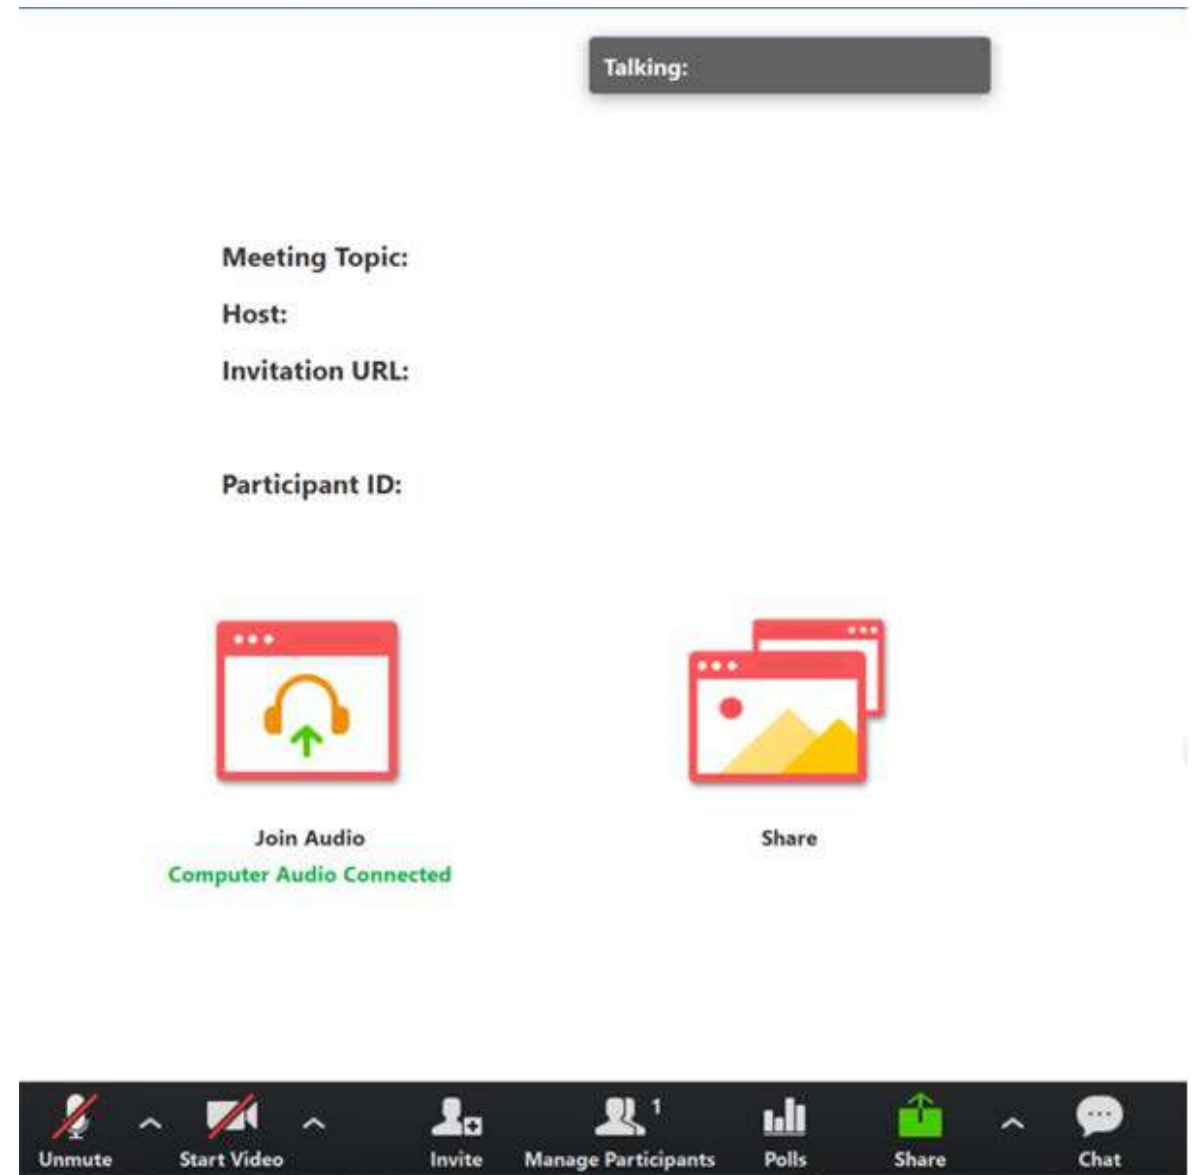 Talking:
Meeting Topic:
Host:
Invitation URL:
Participant ID:
Join Audio
Share
Computer Audio Connected
1
Unmute
Start Video
Invite
Manage Participants
Polls
Share
Chat